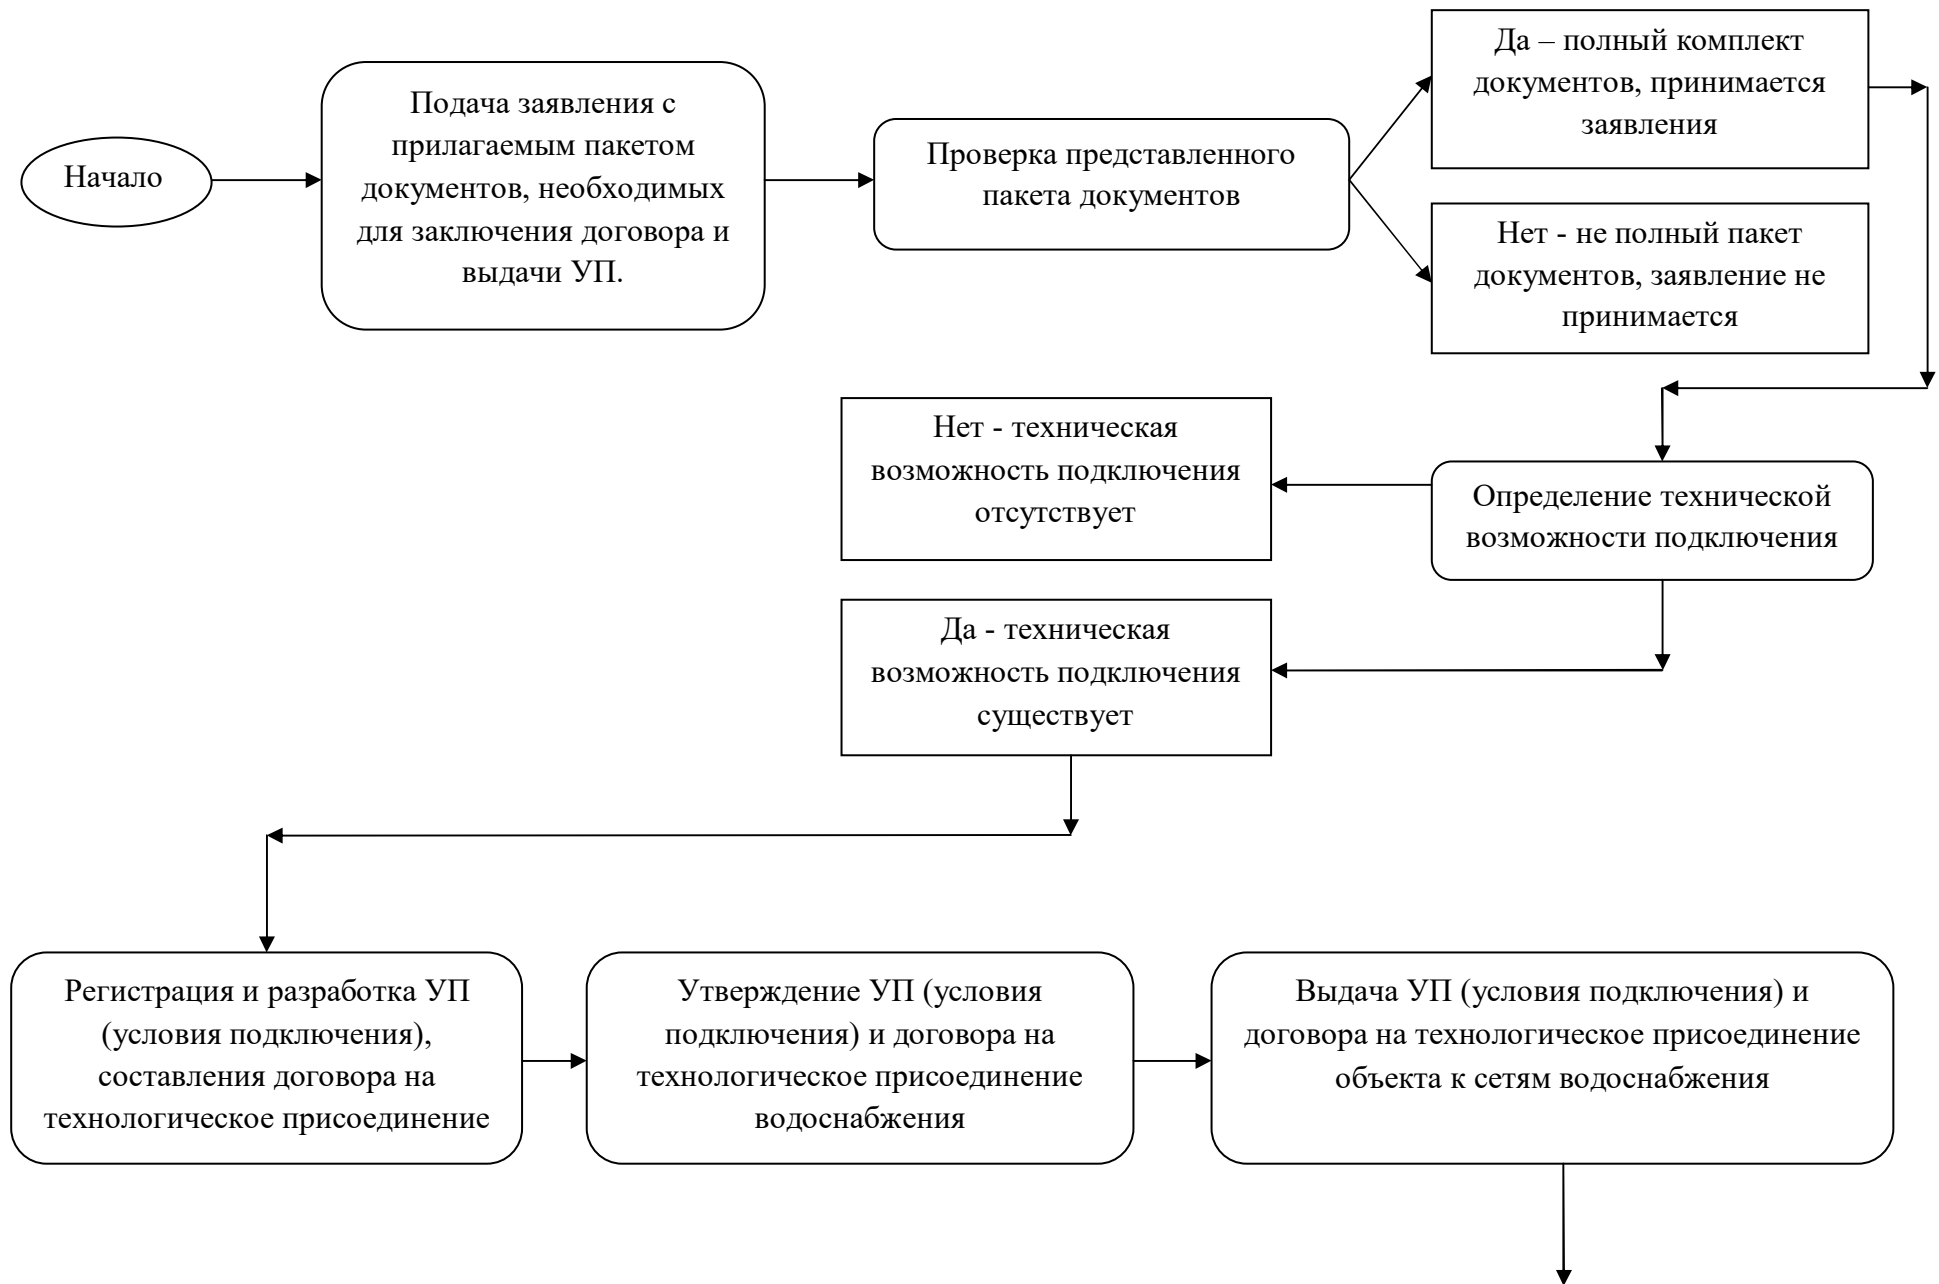 Начало
Подача заявления с
прилагаемым пакетом
документов, необходимых
для заключения договора и
выдачи УП.
Проверка представленного
пакета документов
Да – полный комплект
документов, принимается
заявления
Нет - не полный пакет
документов, заявление не
принимается
Нет - техническая
возможность подключения
отсутствует
Определение технической
возможности подключения
Да - техническая
возможность подключения
существует
Регистрация и разработка УП
(условия подключения),
составления договора на
технологическое присоединение
Утверждение УП (условия
подключения) и договора на
технологическое присоединение
водоснабжения
Выдача УП (условия подключения) и
договора на технологическое присоединение
объекта к сетям водоснабжения